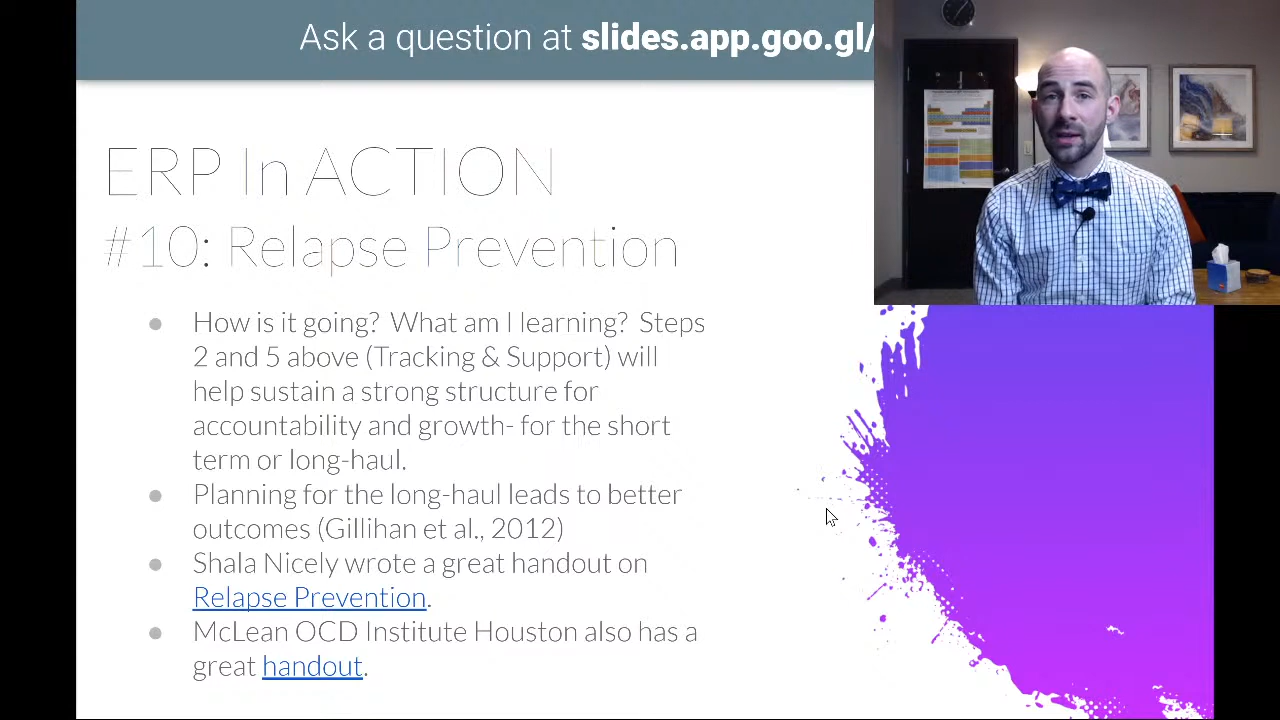 Ask a question at slides.app.goo.gl/
ERP In ACTION
#10: Relapse Prevention
● How is it going?  What am I learning?  Steps
2 and 5 above (Tracking & Support) will
help sustain a strong structure for
accountability and growth- for the short
term or long-haul.
● Planning for the long-haul leads to better
outcomes (Gillihan et al., 2012)
● Shala Nicely wrote a great handout on
Relapse Prevention.
● McLean OCD Institute Houston also has a
great handout.